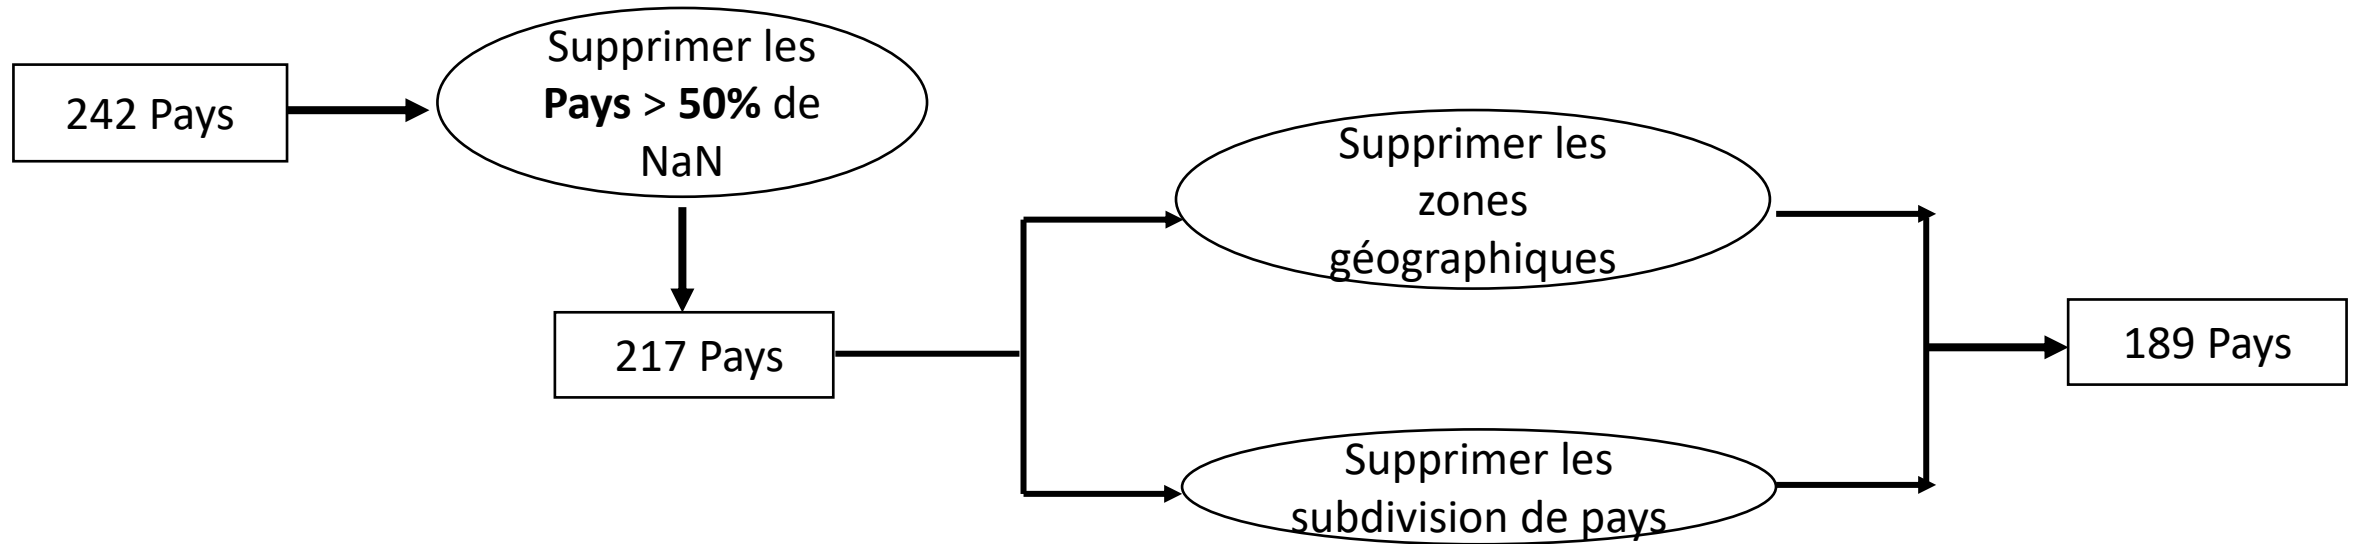 242 Pays
Supprimer les
Pays > 50% de
NaN
217 Pays
Supprimer les
zones
géographiques
Supprimer les
subdivision de pays
189 Pays